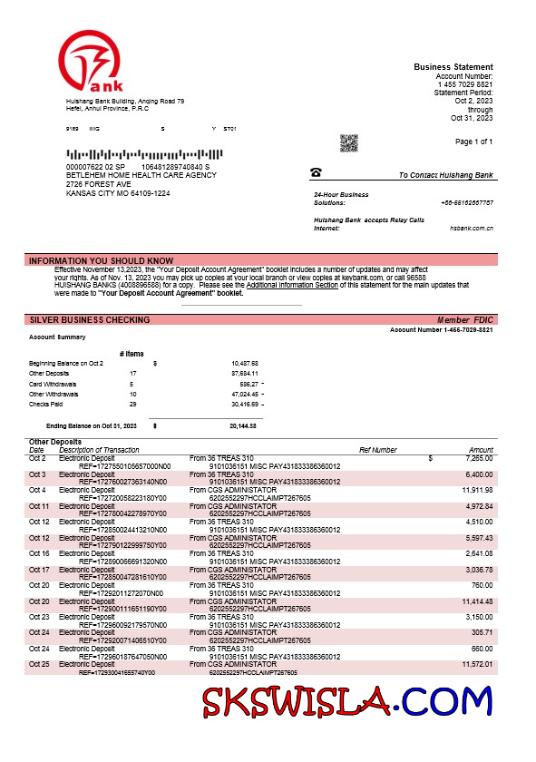 Bank
Huishang Bank Building, Anqing Road 79
Hefei, Anhui Province, P.R.C
Business Statement
Account Number:
1 455 7029 8821
Statement Period:
Oct 2, 2023
through
Oct 31, 2023
9169 IMG S Y ST01
Page 1 of 1
000007622 02 SP 106481289740840 S
BETLEHEM HOME HEALTH CARE AGENCY
2726 FOREST AVE
KANSAS CITY MO 64109-1224
☎ To Contact Huishang Bank
24-Hour Business
Solutions: +86-55162667787
Huishang Bank accepts Relay Calls
Internet: hsbank.com.cn
INFORMATION YOU SHOULD KNOW
Effective November 13,2023, the "Your Deposit Account Agreement" booklet includes a number of updates and may affect
your rights. As of Nov. 13, 2023 you may pick up copies at your local branch or view copies at keybank.com, or call 96588
HUISHANG BANKS (4008896588) for a copy. Please see the Additional Information Section of this statement for the main updates that
were made to "Your Deposit Account Agreement" booklet.
SILVER BUSINESS CHECKING Member FDIC
Account Number 1-455-7029-8821
Account Summary
# Items
Beginning Balance on Oct 2 $ 10,487.68
Other Deposits 17 87,684.11
Card Withdrawals 5 586.27 -
Other Withdrawals 10 47,024.45 -
Checks Paid 29 30,416.69 -
Ending Balance on Oct 31, 2023 $ 20,144.38
Other Deposits
Date Description of Transaction Ref Number Amount
Oct 2 Electronic Deposit From 36 TREAS 310 $ 7,265.00
REF=172755010565​7000N00 9101036151 MISC PAY431833386360012
Oct 3 Electronic Deposit From 36 TREAS 310 6,400.00
REF=172760027363140N00 9101036151 MISC PAY431833386360012
Oct 4 Electronic Deposit From CGS ADMINISTATOR 11,911.98
REF=172720058223180Y00 6202552297HCCLAIMPT267605
Oct 11 Electronic Deposit From CGS ADMINISTATOR 4,972.84
REF=172780042278970Y00 6202552297HCCLAIMPT267605
Oct 12 Electronic Deposit From 36 TREAS 310 4,510.00
REF=172850024413210N00 9101036151 MISC PAY431833386360012
Oct 12 Electronic Deposit From CGS ADMINISTATOR 5,597.43
REF=172790122999750Y00 6202552297HCCLAIMPT267605
Oct 16 Electronic Deposit From 36 TREAS 310 2,641.08
REF=172890066691320N00 9101036151 MISC PAY431833386360012
Oct 17 Electronic Deposit From CGS ADMINISTATOR 3,036.78
REF=172850047281610Y00 6202552297HCCLAIMPT267605
Oct 20 Electronic Deposit From 36 TREAS 310 760.00
REF=17292011272070N00 9101036151 MISC PAY431833386360012
Oct 20 Electronic Deposit From CGS ADMINISTATOR 11,414.48
REF=172900111651190Y00 6202552297HCCLAIMPT267605
Oct 23 Electronic Deposit From 36 TREAS 310 3,150.00
REF=172960092179570N00 9101036151 MISC PAY431833386360012
Oct 24 Electronic Deposit From CGS ADMINISTATOR 305.71
REF=172920071406510Y00 6202552297HCCLAIMPT267605
Oct 24 Electronic Deposit From 36 TREAS 310 660.00
REF=172960187647050N00 9101036151 MISC PAY431833386360012
Oct 25 Electronic Deposit From CGS ADMINISTATOR 11,572.01
REF=172930041655740Y00 6202552297HCCLAIMPT267605
SKSWISLA.COM